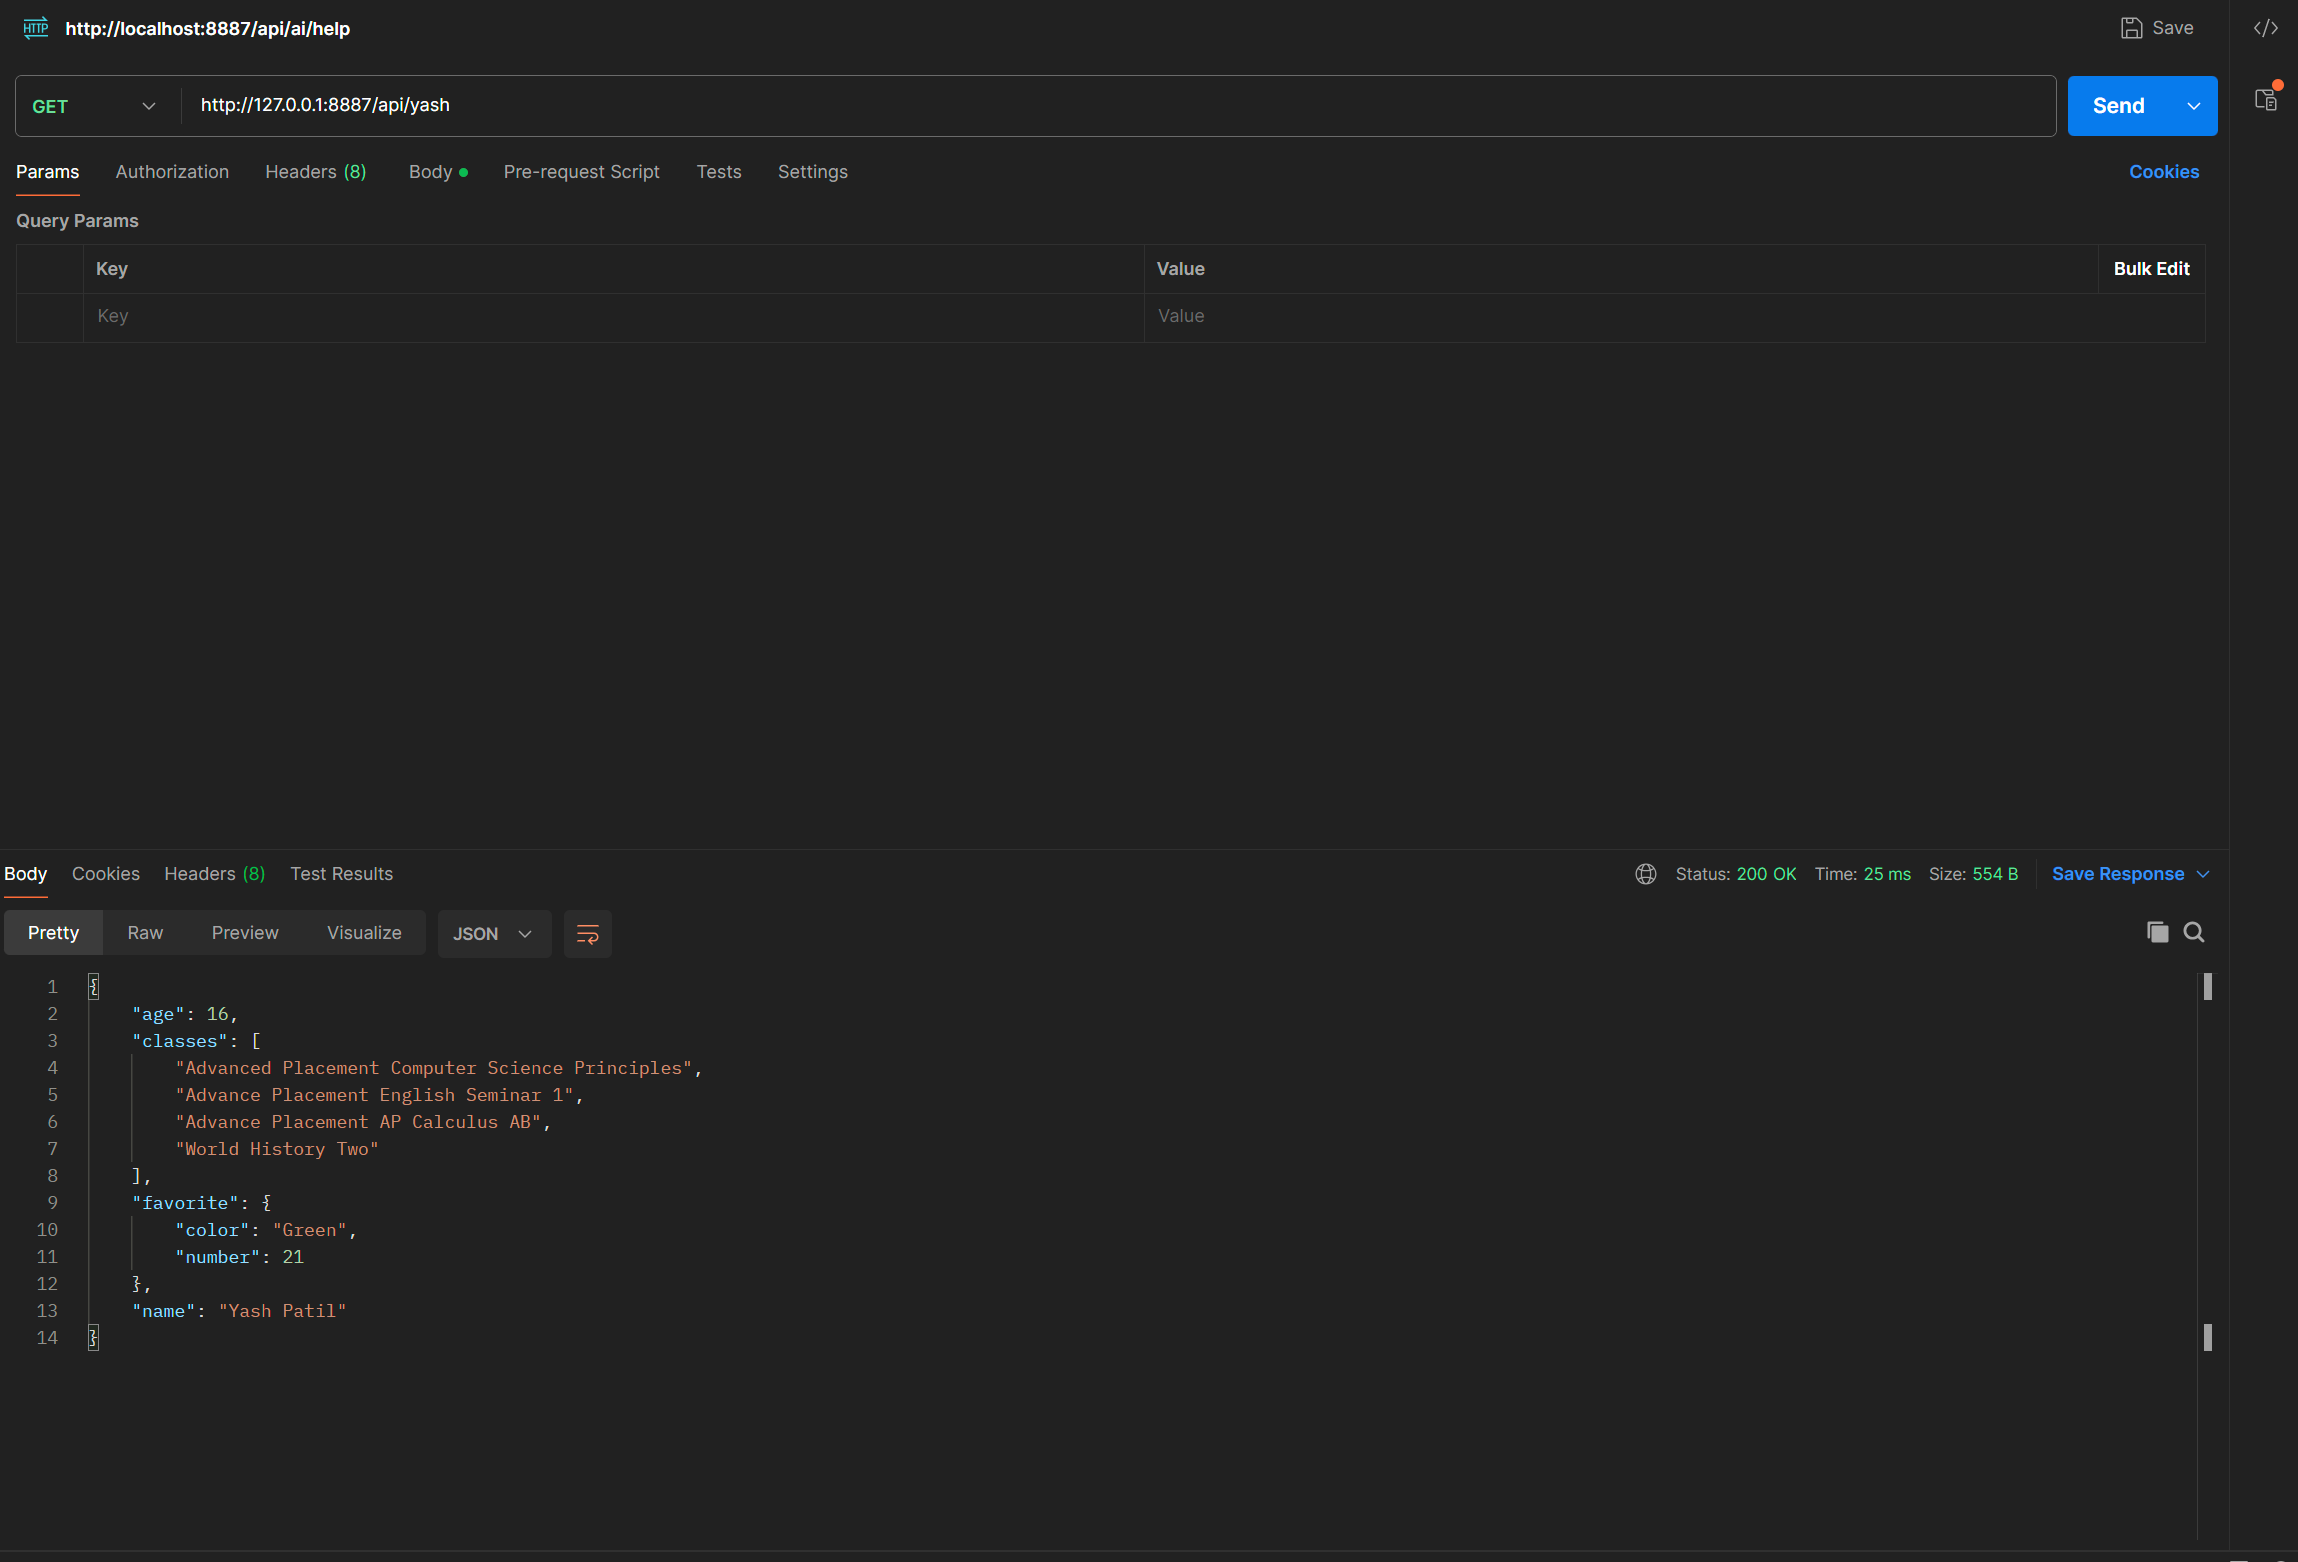 HTTP http://localhost:8887/api/ai/help Save </>
GET http://127.0.0.1:8887/api/yash Send
Params Authorization Headers (8) Body Pre-request Script Tests Settings Cookies
Query Params
Key Value Bulk Edit
Key Value
Body Cookies Headers (8) Test Results Status: 200 OK Time: 25 ms Size: 554 B Save Response
Pretty Raw Preview Visualize JSON
1 {
2 "age": 16,
3 "classes": [
4 "Advanced Placement Computer Science Principles",
5 "Advance Placement English Seminar 1",
6 "Advance Placement AP Calculus AB",
7 "World History Two"
8 ],
9 "favorite": {
10 "color": "Green",
11 "number": 21
12 },
13 "name": "Yash Patil"
14 }